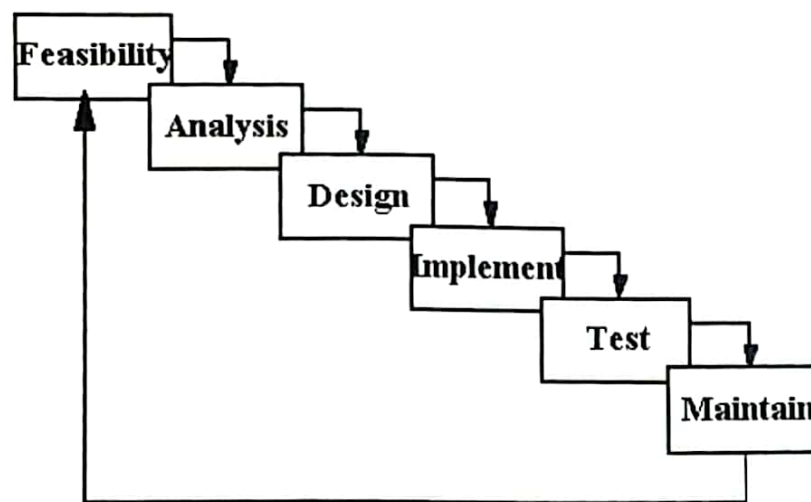 Feasibility
Analysis
Design
Implement
Test
Maintain